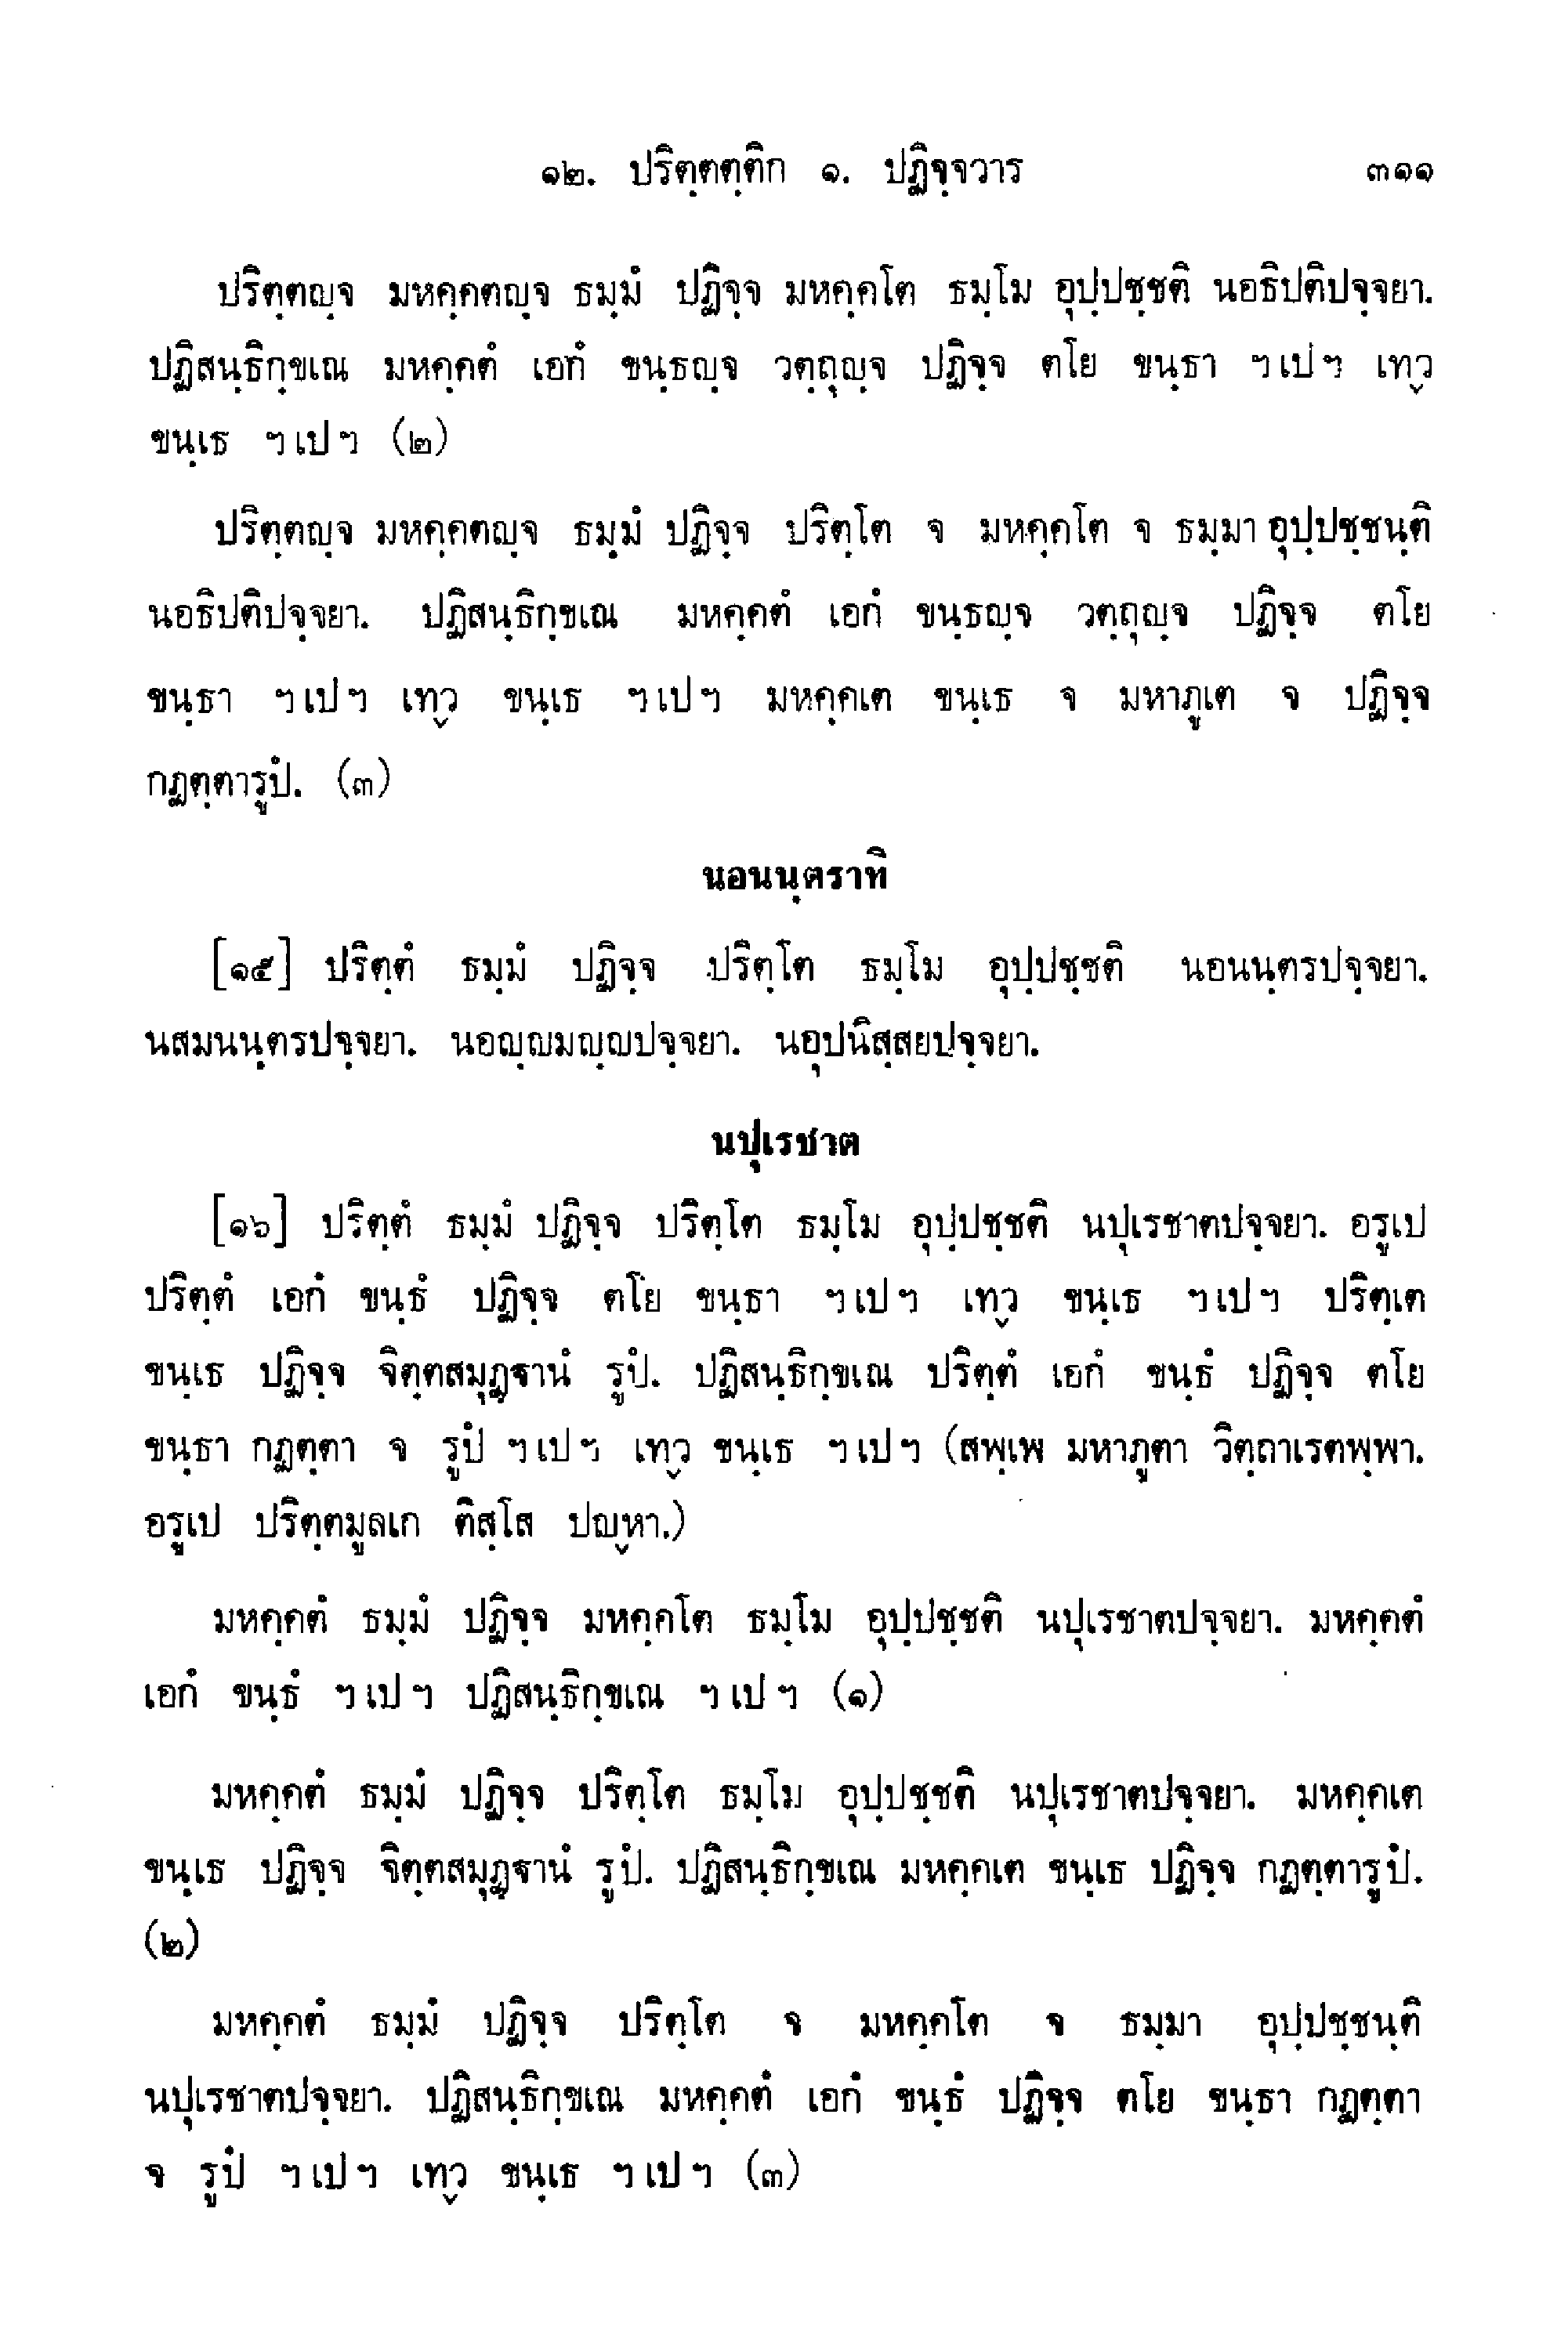 ๑๒. ปริตฺตตฺติก ๑. ปฏิจฺจวาร ๓๑๑
ปริตฺตญฺจ มหคฺคตญฺจ ธมฺมํ ปฏิจฺจ มหคฺคโต ธมฺโม อุปฺปชฺชติ นอธิปติปจฺจยา.
ปฏิสนฺธิกฺขเณ มหคฺคตํ เอกํ ขนฺธญฺจ วตฺถุญฺจ ปฏิจฺจ ตโย ขนฺธา ฯเปฯ เทฺว
ขนฺเธ ฯเปฯ (๒)
ปริตฺตญฺจ มหคฺคตญฺจ ธมฺมํ ปฏิจฺจ ปริตฺโต จ มหคฺคโต จ ธมฺมา อุปฺปชฺชนฺติ
นอธิปติปจฺจยา. ปฏิสนฺธิกฺขเณ มหคฺคตํ เอกํ ขนฺธญฺจ วตฺถุญฺจ ปฏิจฺจ ตโย
ขนฺธา ฯเปฯ เทฺว ขนฺเธ ฯเปฯ มหคฺคเต ขนฺเธ จ มหาภูเต จ ปฏิจฺจ
กฏตฺตารูปํ. (๓)
นอนนฺตราทิ
[๑๕] ปริตฺตํ ธมฺมํ ปฏิจฺจ ปริตฺโต ธมฺโม อุปฺปชฺชติ นอนนฺตรปจฺจยา.
นสมนนฺตรปจฺจยา. นอญฺญมญฺญปจฺจยา. นอุปนิสฺสยปจฺจยา.
นปุเรชาต
[๑๖] ปริตฺตํ ธมฺมํ ปฏิจฺจ ปริตฺโต ธมฺโม อุปฺปชฺชติ นปุเรชาตปจฺจยา. อรูเป
ปริตฺตํ เอกํ ขนฺธํ ปฏิจฺจ ตโย ขนฺธา ฯเปฯ เทฺว ขนฺเธ ฯเปฯ ปริตฺเต
ขนฺเธ ปฏิจฺจ จิตฺตสมุฏฺฐานํ รูปํ. ปฏิสนฺธิกฺขเณ ปริตฺตํ เอกํ ขนฺธํ ปฏิจฺจ ตโย
ขนฺธา กฏตฺตา จ รูปํ ฯเปฯ เทฺว ขนฺเธ ฯเปฯ (สพฺเพ มหาภูตา วิตฺถาเรตพฺพา.
อรูเป ปริตฺตมูลเก ติสฺโส ปญฺหา.)
มหคฺคตํ ธมฺมํ ปฏิจฺจ มหคฺคโต ธมฺโม อุปฺปชฺชติ นปุเรชาตปจฺจยา. มหคฺคตํ
เอกํ ขนฺธํ ฯเปฯ ปฏิสนฺธิกฺขเณ ฯเปฯ (๑)
มหคฺคตํ ธมฺมํ ปฏิจฺจ ปริตฺโต ธมฺโม อุปฺปชฺชติ นปุเรชาตปจฺจยา. มหคฺคเต
ขนฺเธ ปฏิจฺจ จิตฺตสมุฏฺฐานํ รูปํ. ปฏิสนฺธิกฺขเณ มหคฺคเต ขนฺเธ ปฏิจฺจ กฏตฺตารูปํ.
(๒)
มหคฺคตํ ธมฺมํ ปฏิจฺจ ปริตฺโต จ มหคฺคโต จ ธมฺมา อุปฺปชฺชนฺติ
นปุเรชาตปจฺจยา. ปฏิสนฺธิกฺขเณ มหคฺคตํ เอกํ ขนฺธํ ปฏิจฺจ ตโย ขนฺธา กฏตฺตา
จ รูปํ ฯเปฯ เทฺว ขนฺเธ ฯเปฯ (๓)